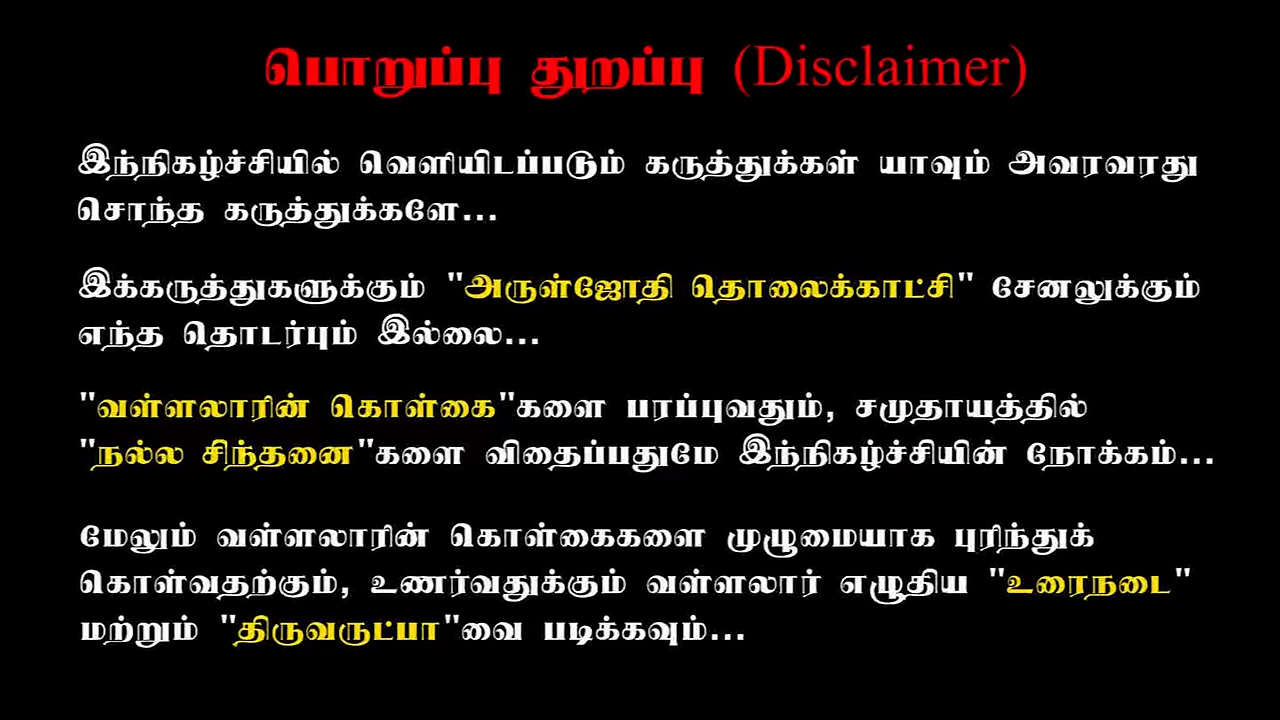 பொறுப்பு துறப்பு (Disclaimer)
இந்நிகழ்ச்சியில் வெளியிடப்படும் கருத்துக்கள் யாவும் அவரவரது
சொந்த கருத்துக்களே...
இக்கருத்துகளுக்கும் "அருள்ஜோதி தொலைக்காட்சி" சேனலுக்கும்
எந்த தொடர்பும் இல்லை...
"வள்ளலாரின் கொள்கை"களை பரப்புவதும், சமுதாயத்தில்
"நல்ல சிந்தனை"களை விதைப்பதுமே இந்நிகழ்ச்சியின் நோக்கம்...
மேலும் வள்ளலாரின் கொள்கைகளை முழுமையாக புரிந்துக்
கொள்வதற்கும், உணர்வதுக்கும் வள்ளலார் எழுதிய "உரைநடை"
மற்றும் "திருவருட்பா"வை படிக்கவும்...